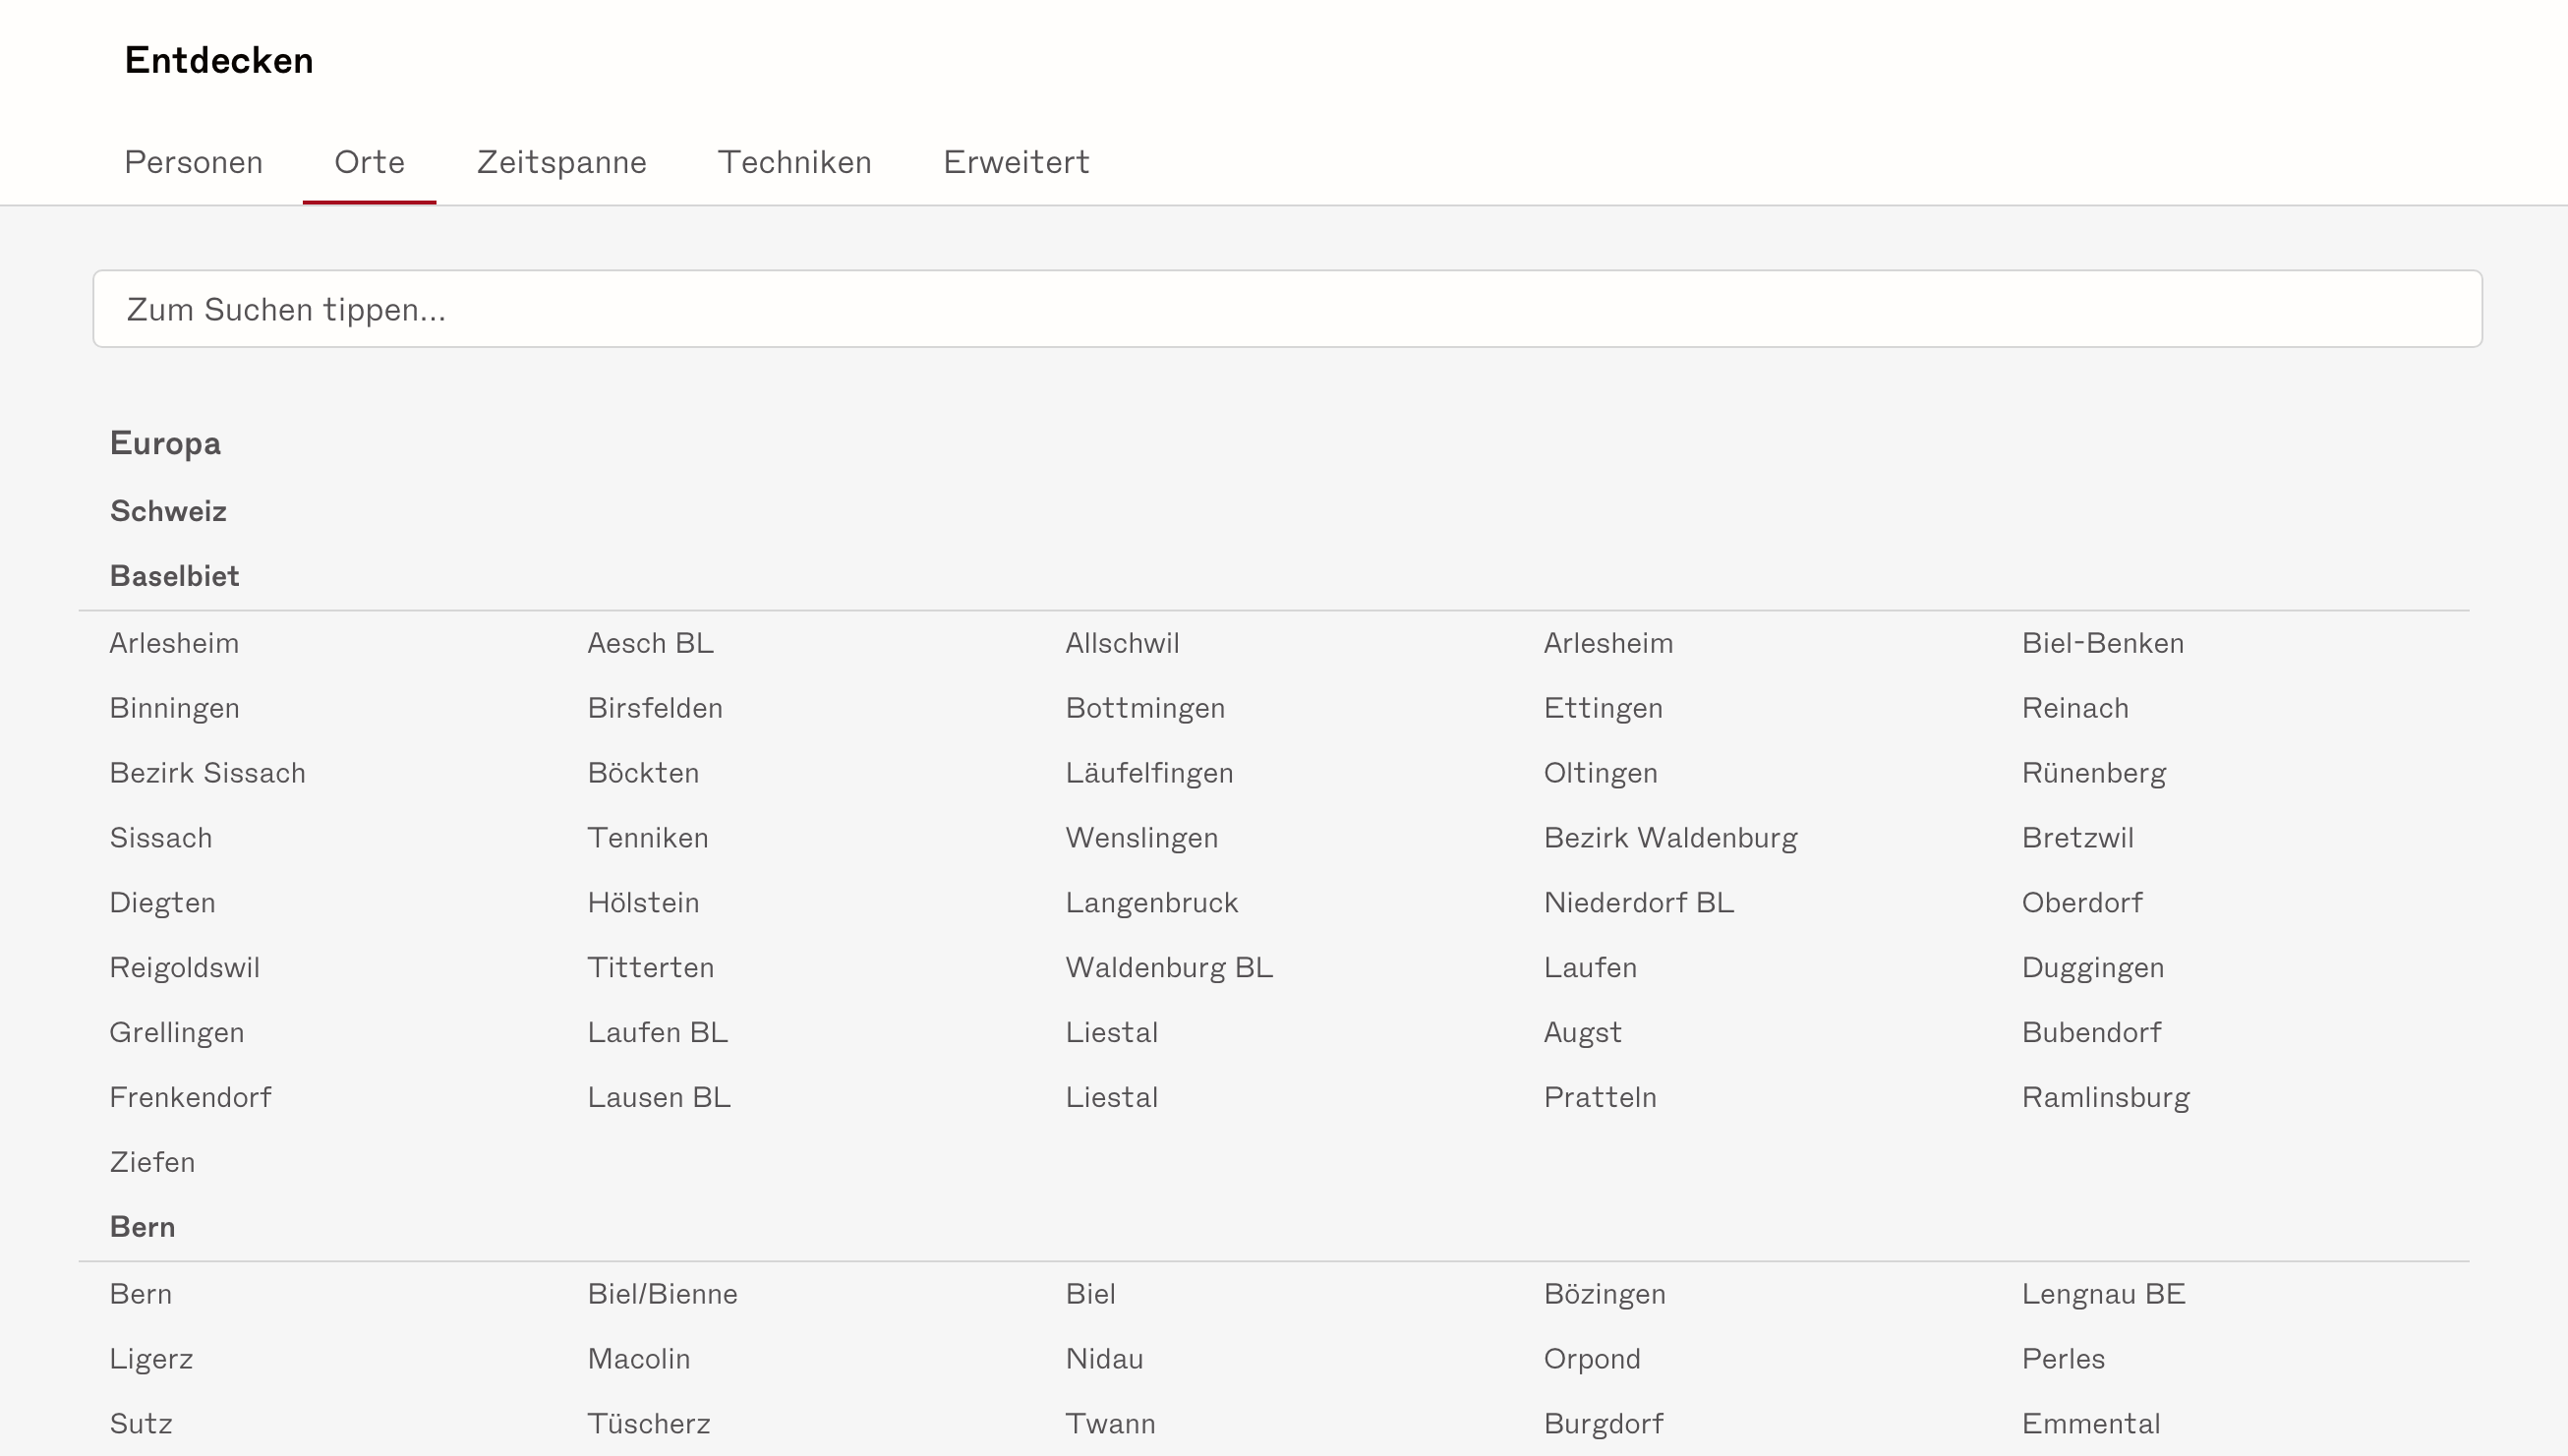 Entdecken
Personen Orte Zeitspanne Techniken Erweitert
Zum Suchen tippen...
Europa
Schweiz
Baselbiet
Arlesheim Aesch BL Allschwil Arlesheim Biel-Benken
Binningen Birsfelden Bottmingen Ettingen Reinach
Bezirk Sissach Böckten Läufelfingen Oltingen Rünenberg
Sissach Tenniken Wenslingen Bezirk Waldenburg Bretzwil
Diegten Hölstein Langenbruck Niederdorf BL Oberdorf
Reigoldswil Titterten Waldenburg BL Laufen Duggingen
Grellingen Laufen BL Liestal Augst Bubendorf
Frenkendorf Lausen BL Liestal Pratteln Ramlinsburg
Ziefen
Bern
Bern Biel/Bienne Biel Bözingen Lengnau BE
Ligerz Macolin Nidau Orpond Perles
Sutz Tüscherz Twann Burgdorf Emmental